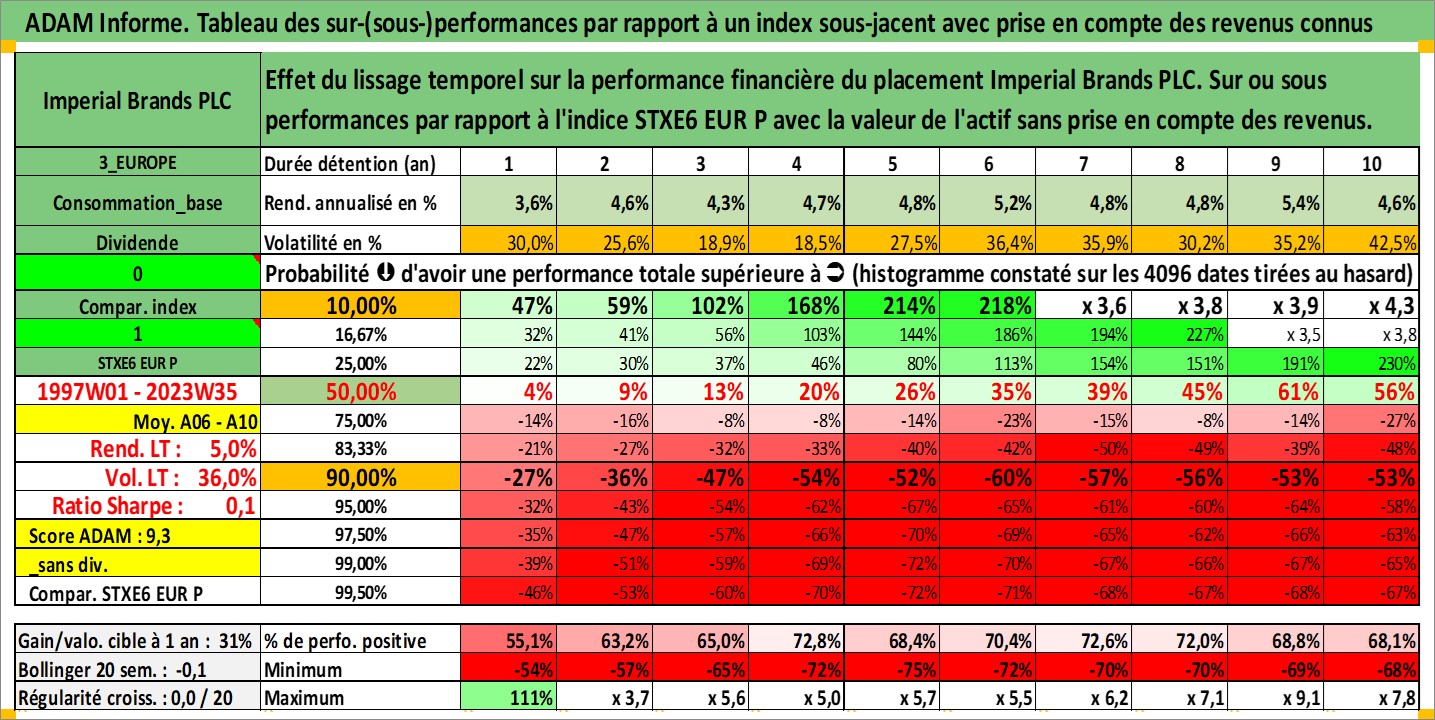 ADAM Informe. Tableau des sur-(sous-)performances par rapport à un index sous-jacent avec prise en compte des revenus connus
Imperial Brands PLC
Effet du lissage temporel sur la performance financière du placement Imperial Brands PLC. Sur ou sous
performances par rapport à l'indice STXE6 EUR P avec la valeur de l'actif sans prise en compte des revenus.
3_EUROPE Durée détention (an) 1 2 3 4 5 6 7 8 9 10
Consommation_base Rend. annualisé en % 3,6% 4,6% 4,3% 4,7% 4,8% 5,2% 4,8% 4,8% 5,4% 4,6%
Dividende Volatilité en % 30,0% 25,6% 18,9% 18,5% 27,5% 36,4% 35,9% 30,2% 35,2% 42,5%
0 Probabilité ⬇ d'avoir une performance totale supérieure à ➲ (histogramme constaté sur les 4096 dates tirées au hasard)
Compar. index 10,00% 47% 59% 102% 168% 214% 218% x 3,6 x 3,8 x 3,9 x 4,3
1 16,67% 32% 41% 56% 103% 144% 186% 194% 227% x 3,5 x 3,8
STXE6 EUR P 25,00% 22% 30% 37% 46% 80% 113% 154% 151% 191% 230%
1997W01 - 2023W35 50,00% 4% 9% 13% 20% 26% 35% 39% 45% 61% 56%
Moy. A06 - A10 75,00% -14% -16% -8% -8% -14% -23% -15% -8% -14% -27%
Rend. LT : 5,0% 83,33% -21% -27% -32% -33% -40% -42% -50% -49% -39% -48%
Vol. LT : 36,0% 90,00% -27% -36% -47% -54% -52% -60% -57% -56% -53% -53%
Ratio Sharpe : 0,1 95,00% -32% -43% -54% -62% -67% -65% -61% -60% -64% -58%
Score ADAM : 9,3 97,50% -35% -47% -57% -66% -70% -69% -65% -62% -66% -63%
_sans div. 99,00% -39% -51% -59% -69% -72% -70% -67% -66% -67% -65%
Compar. STXE6 EUR P 99,50% -46% -53% -60% -70% -72% -71% -68% -67% -68% -67%
Gain/valo. cible à 1 an : 31% % de perfo. positive 55,1% 63,2% 65,0% 72,8% 68,4% 70,4% 72,6% 72,0% 68,8% 68,1%
Bollinger 20 sem. : -0,1 Minimum -54% -57% -65% -72% -75% -72% -70% -70% -69% -68%
Régularité croiss. : 0,0 / 20 Maximum 111% x 3,7 x 5,6 x 5,0 x 5,7 x 5,5 x 6,2 x 7,1 x 9,1 x 7,8